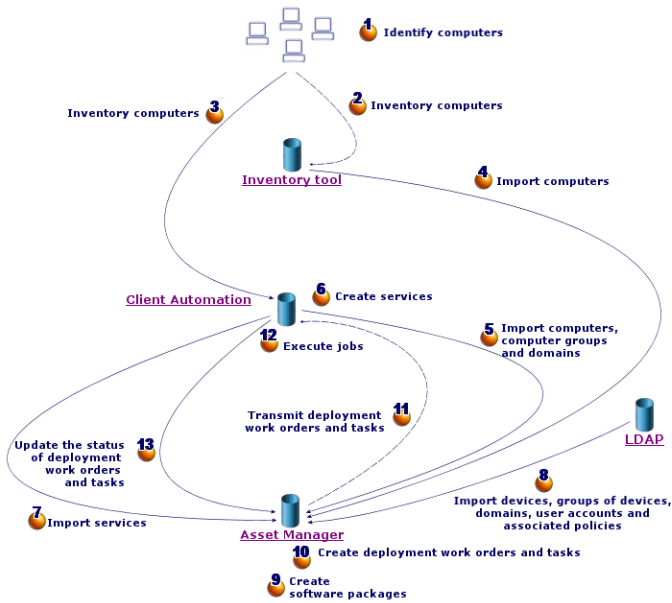 1
Identify computers
2
Inventory computers
3
Inventory computers
Inventory tool
4
Import computers
Client Automation
6
Create services
12
Execute jobs
5
Import computers,
computer groups
and domains
11
Transmit deployment
work orders and tasks
LDAP
13
Update the status
of deployment
work orders
and tasks
8
Import devices, groups of devices,
domains, user accounts and
associated policies
7
Import services
Asset Manager
10
Create deployment work orders and tasks
9
Create
software packages